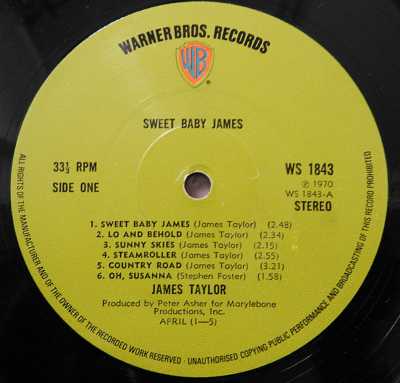 WARNER BROS. RECORDS
WB
SWEET BABY JAMES
33⅓ RPM
SIDE ONE
WS 1843
℗ 1970
WS 1843-A
STEREO
1. SWEET BABY JAMES (James Taylor) (2.48)
2. LO AND BEHOLD (James Taylor) (2.34)
3. SUNNY SKIES (James Taylor) (2.15)
4. STEAMROLLER (James Taylor) (2.55)
5. COUNTRY ROAD (James Taylor) (3.21)
6. OH, SUSANNA (Stephen Foster) (1.58)
JAMES TAYLOR
Produced by Peter Asher for Marylebone
Productions, Inc.
APRIL (1—5)
ALL RIGHTS OF THE MANUFACTURER AND OF THE OWNER OF THE RECORDED WORK RESERVED - UNAUTHORISED COPYING PUBLIC PERFORMANCE AND BROADCASTING OF THIS RECORD PROHIBITED